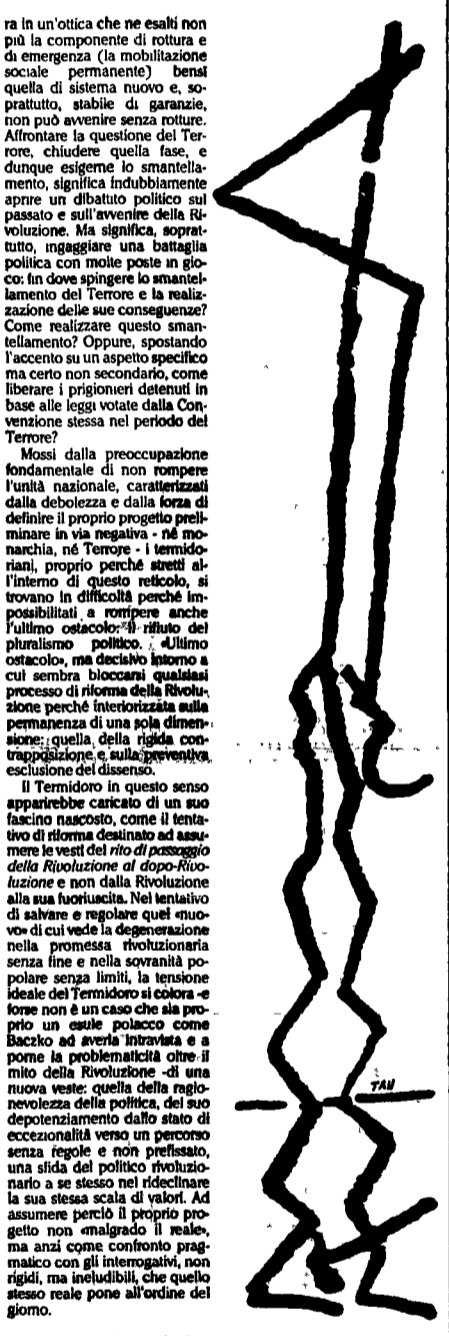 ra in un'ottica che ne esalti non
più la componente di rottura e
di emergenza (la mobilitazione
sociale permanente) bensì
quella di sistema nuovo e, so-
prattutto, stabile di garanzie,
non può avvenire senza rotture.
Affrontare la questione del Ter-
rore, chiudere quella fase, e
dunque esigerne lo smantella-
mento, significa indubbiamente
aprire un dibattuto politico sul
passato e sull'avvenire della Ri-
voluzione. Ma significa, soprat-
tutto, ingaggiare una battaglia
politica con molte poste in gio-
co: fin dove spingere lo smantel-
lamento del Terrore e la realiz-
zazione delle sue conseguenze?
Come realizzare questo sman-
tellamento? Oppure, spostando
l'accento su un aspetto specifico
ma certo non secondario, come
liberare i prigionieri detenuti in
base alle leggi votate dalla Con-
venzione stessa nel periodo del
Terrore?
Mossi dalla preoccupazione
fondamentale di non rompere
l'unità nazionale, caratterizzati
dalla debolezza e dalla forza di
definire il proprio progetto preli-
minare in via negativa - né mo-
narchia, né Terrore - i termido-
riani, proprio perché stretti al-
l'interno di questo reticolo, si
trovano in difficoltà perché im-
possibilitati a rompere anche
l'ultimo ostacolo: il rifiuto del
pluralismo politico. «Ultimo
ostacolo», ma decisivo intorno a
cui sembra bloccarsi qualsiasi
processo di riforma della Rivolu-
zione perché interiorizzata sulla
permanenza di una sola dimen-
sione: quella della rigida con-
trapposizione e sulla preventiva
esclusione del dissenso.
Il Termidoro in questo senso
apparirebbe caricato di un suo
fascino nascosto, come il tenta-
tivo di riforma destinato ad assu-
mere le vesti del rito di passaggio
della Rivoluzione al dopo-Rivo-
luzione e non dalla Rivoluzione
alla sua fuoriuscita. Nel tentativo
di salvare e regolare quel «nuo-
vo» di cui vede la degenerazione
nella promessa rivoluzionaria
senza fine e nella sovranità po-
polare senza limiti, la tensione
ideale del Termidoro si colora -e
forse non è un caso che sia pro-
prio un esule polacco come
Baczko ad averla intravista e a
porne la problematicità oltre il
mito della Rivoluzione -di una
nuova veste: quella della ragio-
nevolezza della politica, del suo
depotenziamento dallo stato di
eccezionalità verso un percorso
senza regole e non prefissato,
una sfida del politico rivoluzio-
nario a se stesso nel rideclinare
la sua stessa scala di valori. Ad
assumere perciò il proprio pro-
getto non «malgrado il reale»,
ma anzi come confronto prag-
matico con gli interrogativi, non
rigidi, ma ineludibili, che quello
stesso reale pone all'ordine del
giorno.
TAU